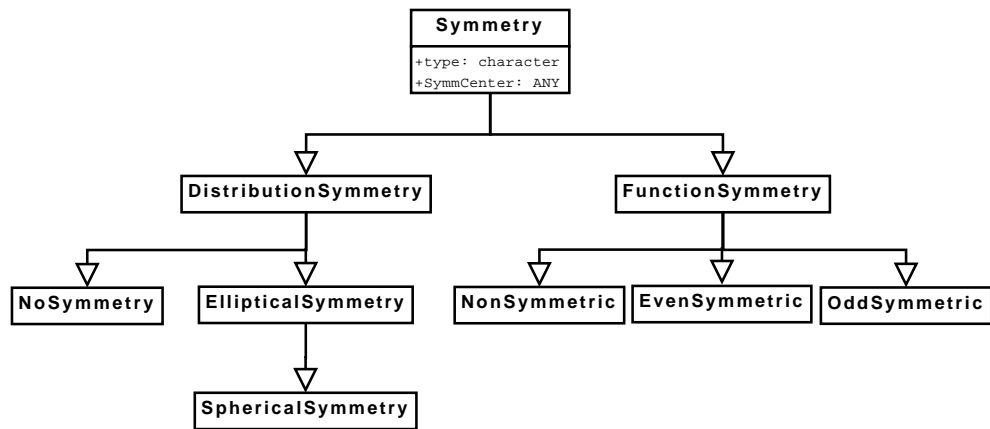 Symmetry
+type: character
+SymmCenter: ANY
DistributionSymmetry
FunctionSymmetry
NoSymmetry
EllipticalSymmetry
NonSymmetric
EvenSymmetric
OddSymmetric
SphericalSymmetry